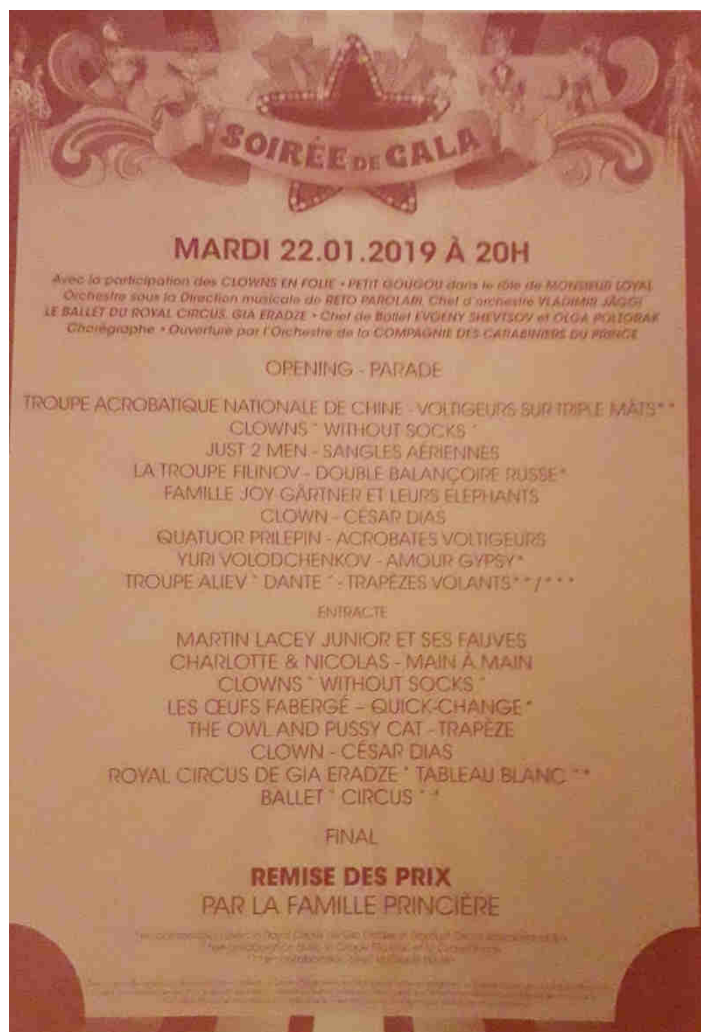 SOIRÉE DE GALA
MARDI 22.01.2019 À 20H
Avec la participation des CLOWNS EN FOLIE • PETIT GOUGOU dans le rôle de MONSIEUR LOYAL
Orchestre sous la Direction musicale de RETO PAROLARI, Chef d'orchestre VLADIMIR JÄGGI
LE BALLET DU ROYAL CIRCUS, GIA ERADZE • Chef de Ballet EVGENY SHEVTSOV et OLGA POLTORAK
Chorégraphe • Ouverture par l'Orchestre de la COMPAGNIE DES CARABINIERS DU PRINCE
OPENING - PARADE
TROUPE ACROBATIQUE NATIONALE DE CHINE - VOLTIGEURS SUR TRIPLE MÂTS**
CLOWNS " WITHOUT SOCKS "
JUST 2 MEN - SANGLES AÉRIENNES
LA TROUPE FILINOV - DOUBLE BALANÇOIRE RUSSE*
FAMILLE JOY GÄRTNER ET LEURS ELEPHANTS
CLOWN - CÉSAR DIAS
QUATUOR PRILEPIN - ACROBATES VOLTIGEURS
YURI VOLODCHENKOV - AMOUR GYPSY*
TROUPE ALIEV " DANTE " - TRAPÈZES VOLANTS**/***
ENTRACTE
MARTIN LACEY JUNIOR ET SES FAUVES
CHARLOTTE & NICOLAS - MAIN À MAIN
CLOWNS " WITHOUT SOCKS "
LES ŒUFS FABERGÉ - QUICK-CHANGE*
THE OWL AND PUSSY CAT - TRAPÈZE
CLOWN - CÉSAR DIAS
ROYAL CIRCUS DE GIA ERADZE " TABLEAU BLANC "*
BALLET " CIRCUS "*
FINAL
REMISE DES PRIX
PAR LA FAMILLE PRINCIÈRE